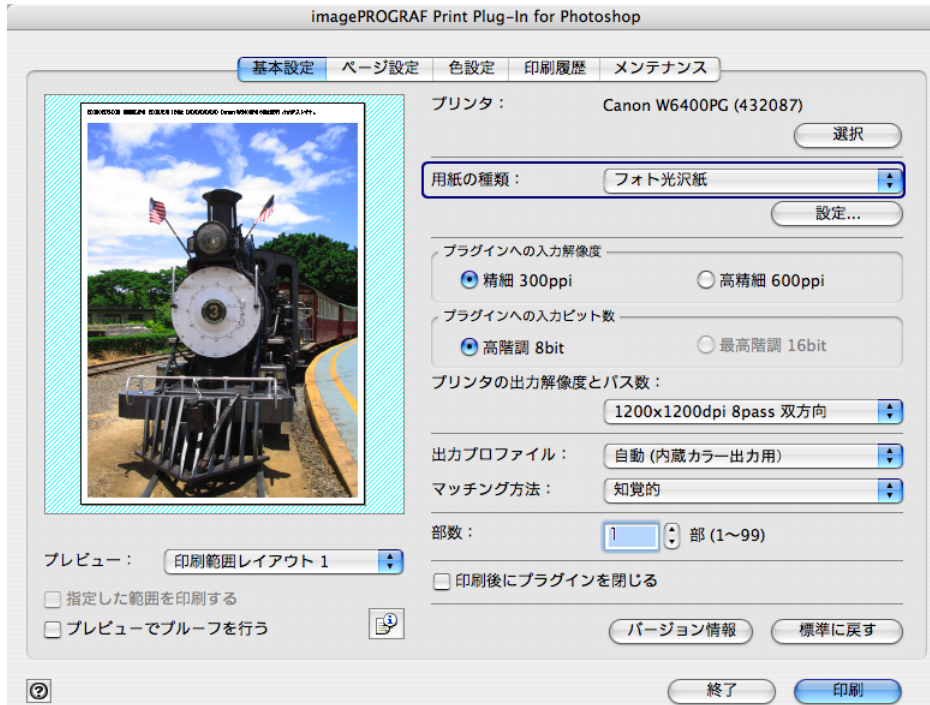 imagePROGRAF Print Plug-In for Photoshop
基本設定 ページ設定 色設定 印刷履歴 メンテナンス
プリンタ： Canon W6400PG (432087)
選択
用紙の種類： フォト光沢紙
設定...
プラグインへの入力解像度
精細 300ppi 高精細 600ppi
プラグインへの入力ビット数
高階調 8bit 最高階調 16bit
プリンタの出力解像度とパス数：
1200x1200dpi 8pass 双方向
出力プロファイル： 自動 (内蔵カラー出力用)
マッチング方法： 知覚的
部数： 1 部 (1〜99)
印刷後にプラグインを閉じる
バージョン情報 標準に戻す
3
プレビュー： 印刷範囲レイアウト 1
指定した範囲を印刷する
プレビューでプルーフを行う
?
終了 印刷